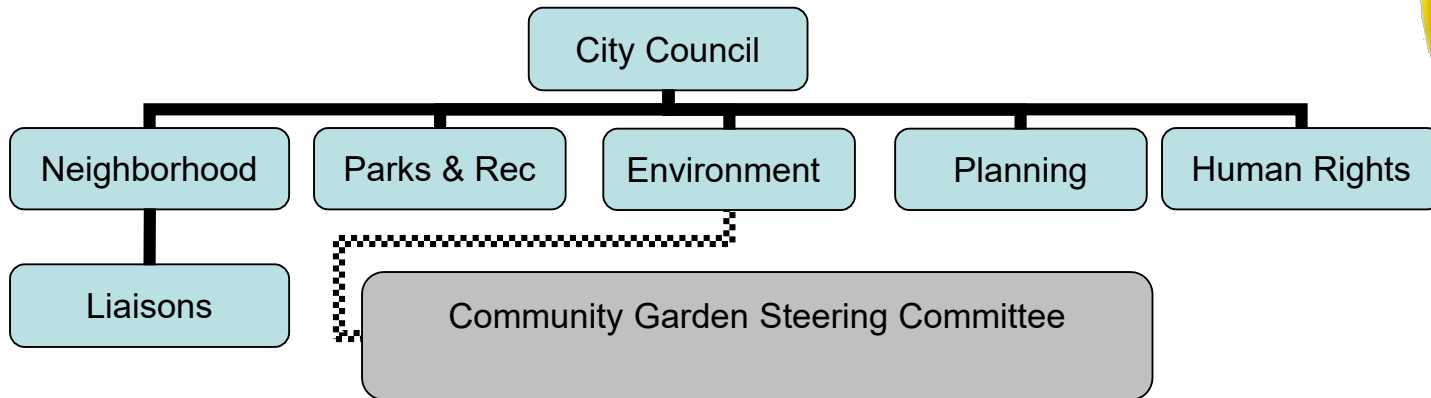 City Council
Neighborhood
Parks & Rec
Environment
Planning
Human Rights
Liaisons
Community Garden Steering Committee